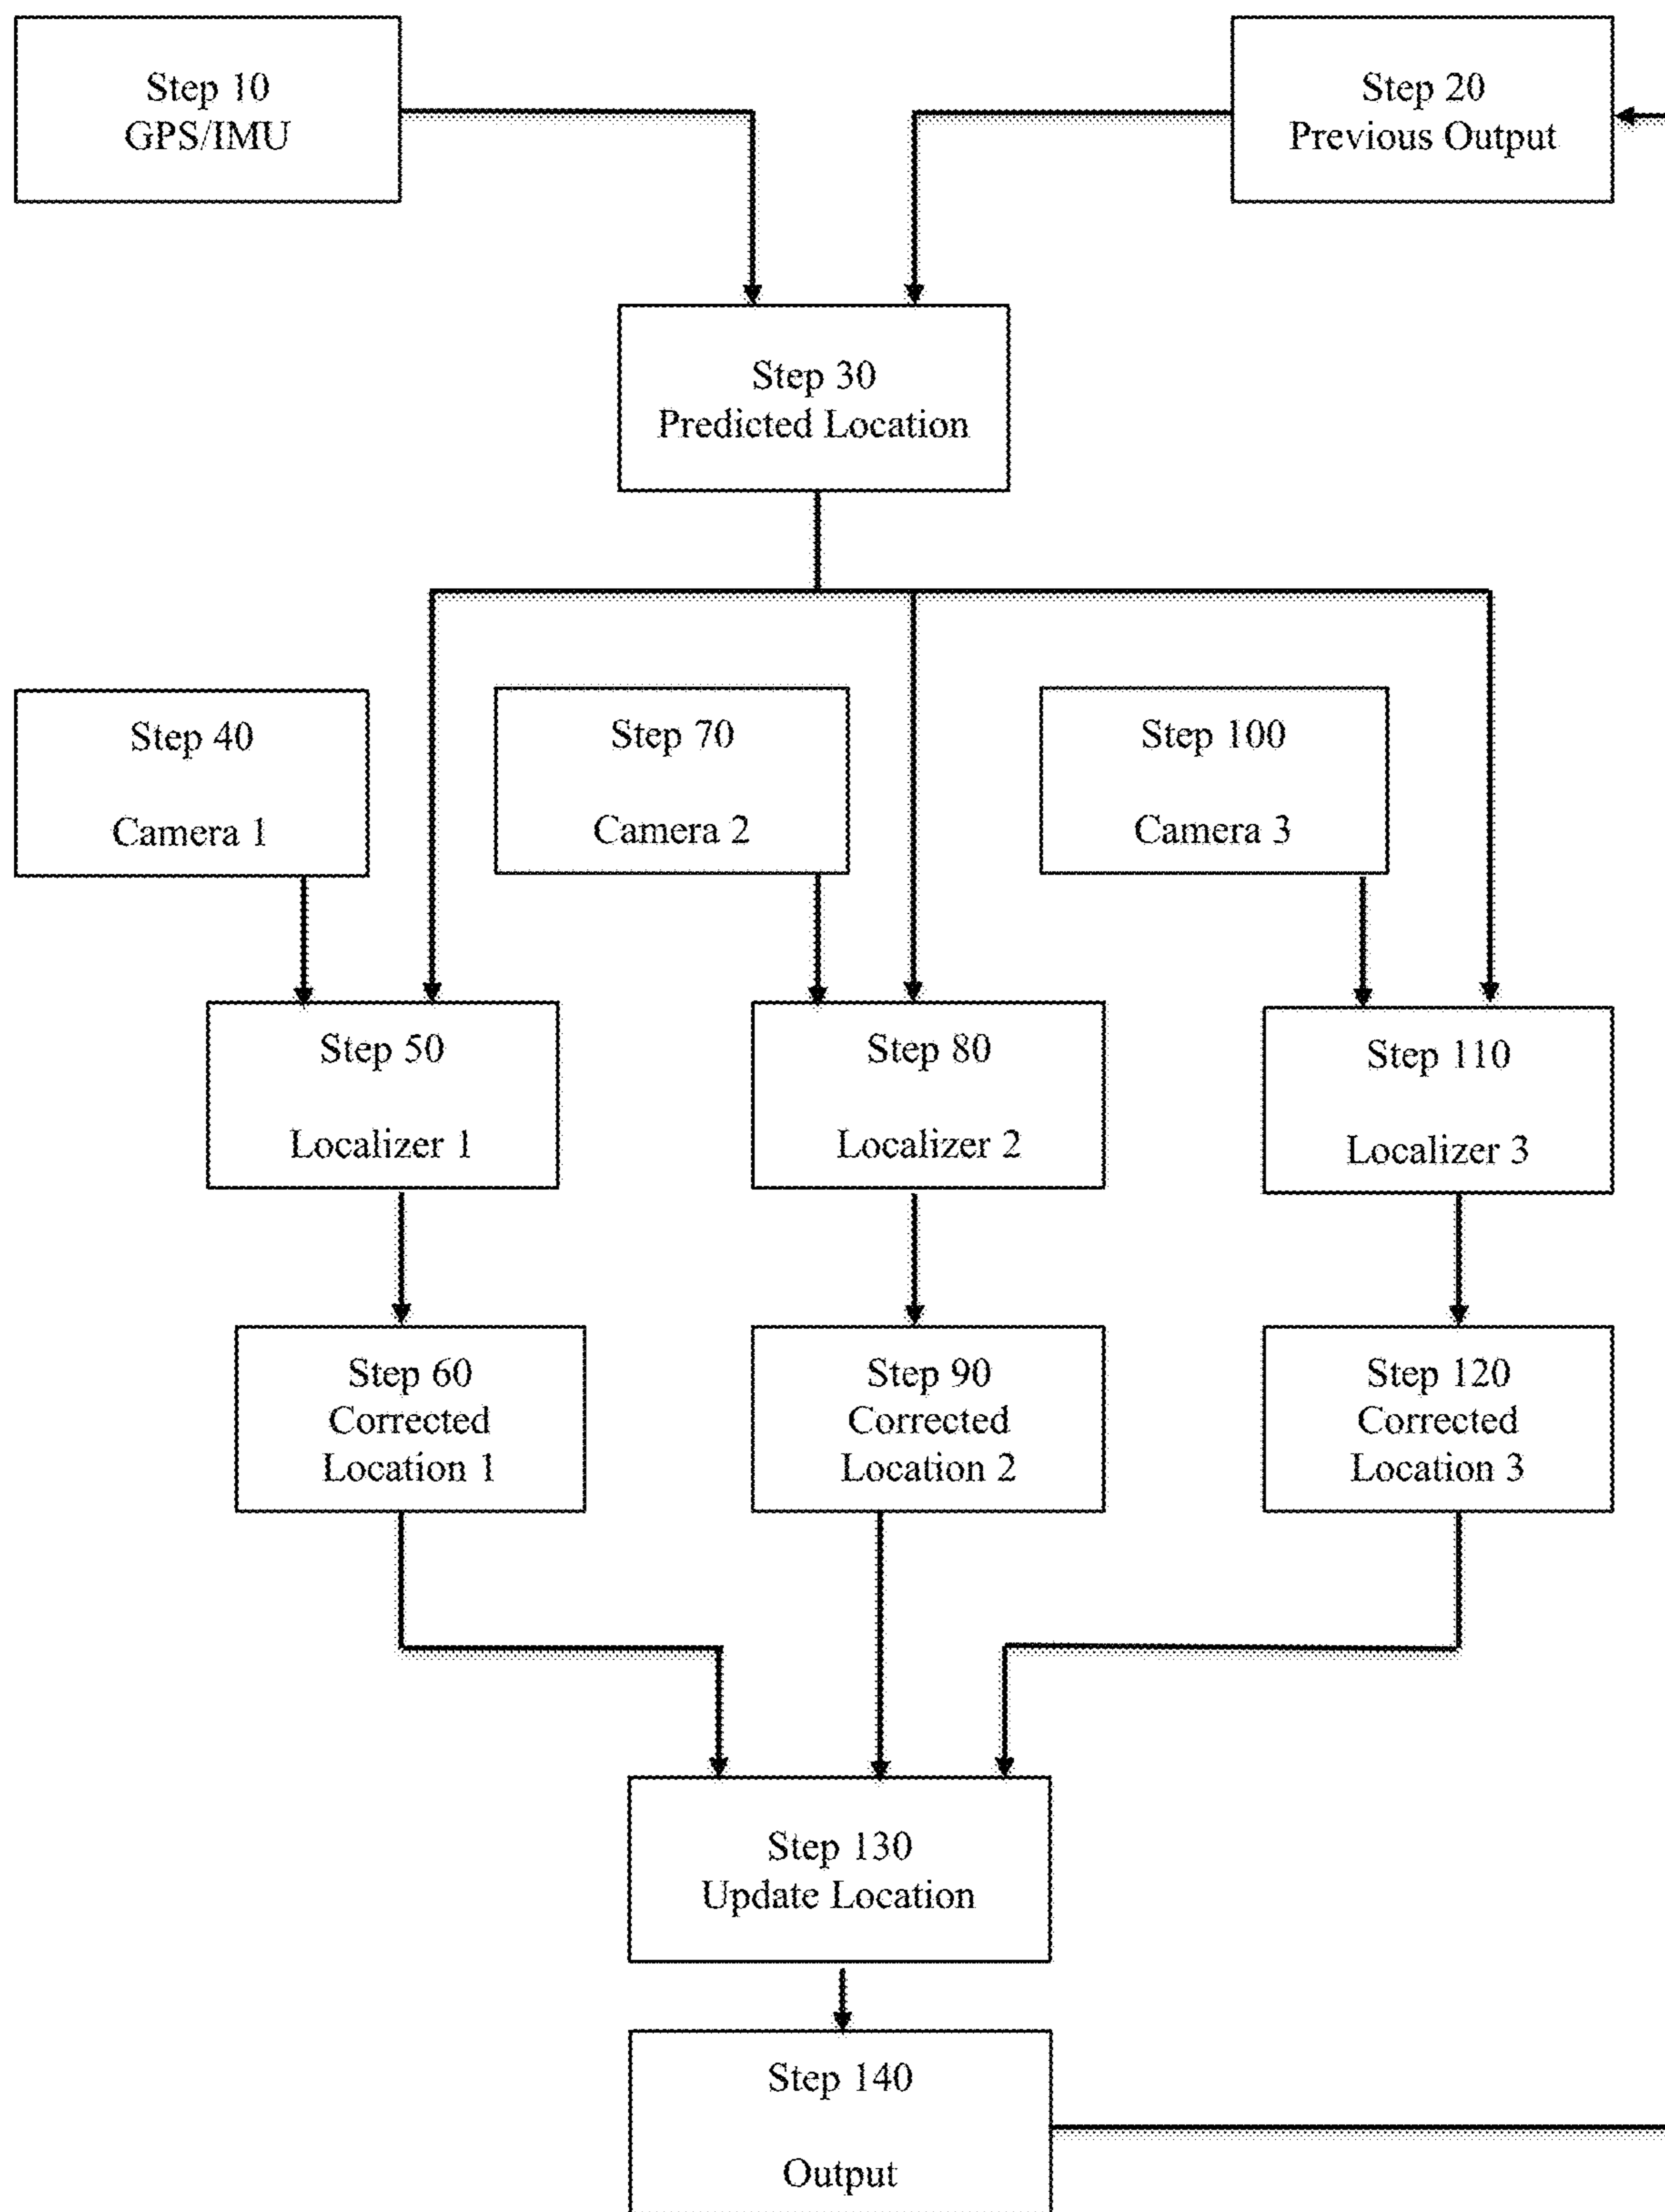 Step 10
GPS/IMU
Step 20
Previous Output
Step 30
Predicted Location
Step 40
Camera 1
Step 70
Camera 2
Step 100
Camera 3
Step 50
Localizer 1
Step 80
Localizer 2
Step 110
Localizer 3
Step 60
Corrected
Location 1
Step 90
Corrected
Location 2
Step 120
Corrected
Location 3
Step 130
Update Location
Step 140
Output